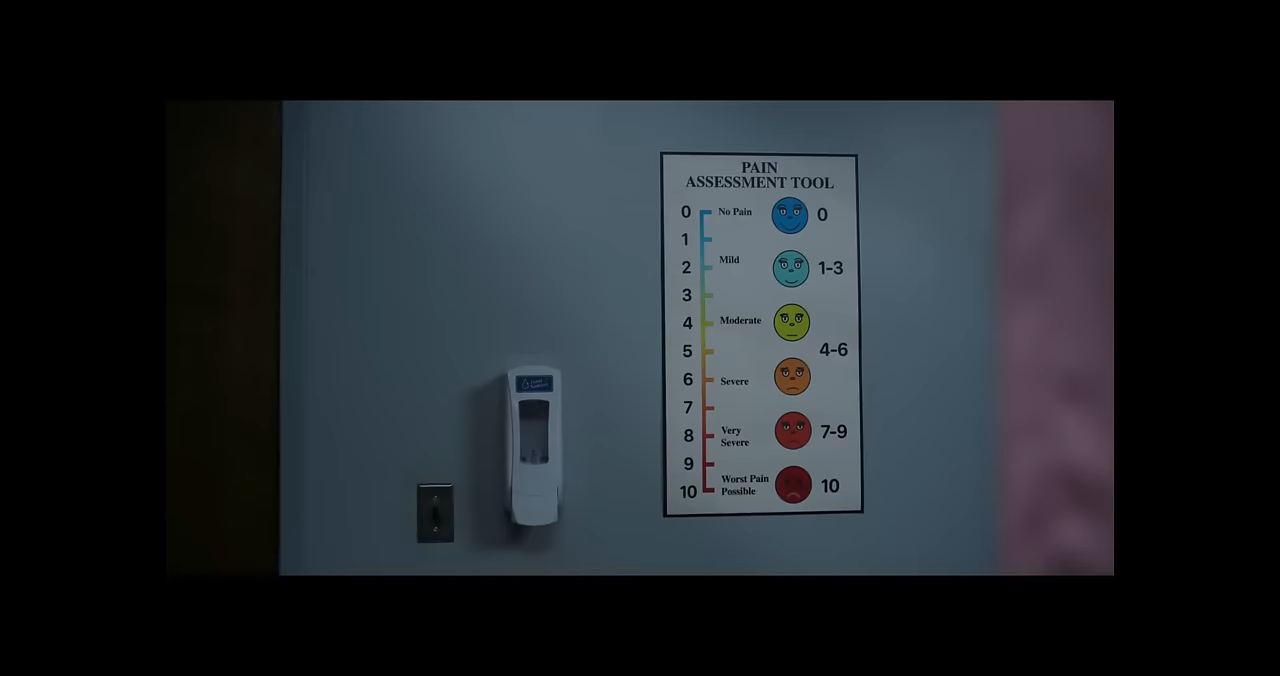 PAIN
ASSESSMENT TOOL
0 No Pain 0
1
Mild
2 1-3
3
4 Moderate
5 4-6
6 Severe
7
8 Very 7-9
Severe
9
Worst Pain
10 Possible 10